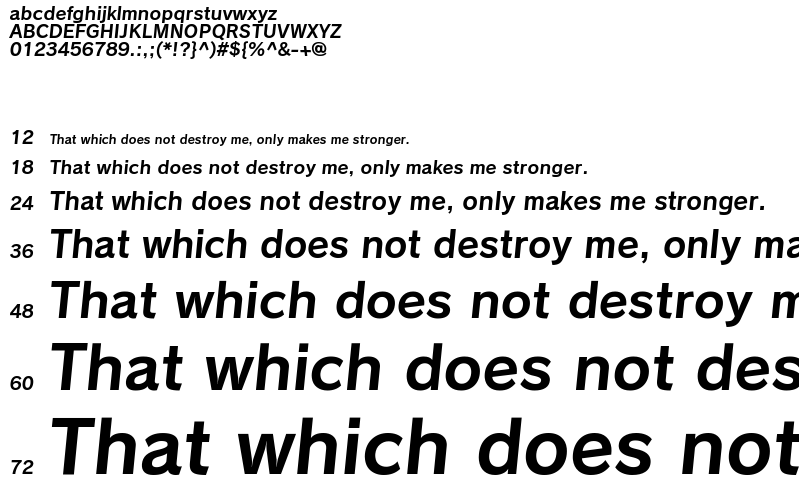 abcdefghijklmnopqrstuvwxyz
ABCDEFGHIJKLMNOPQRSTUVWXYZ
0123456789.:,;(*!?}^)#${%^&-+@
12 That which does not destroy me, only makes me stronger.
18 That which does not destroy me, only makes me stronger.
24 That which does not destroy me, only makes me stronger.
36 That which does not destroy me, only ma
48 That which does not destroy m
60 That which does not des
72 That which does not